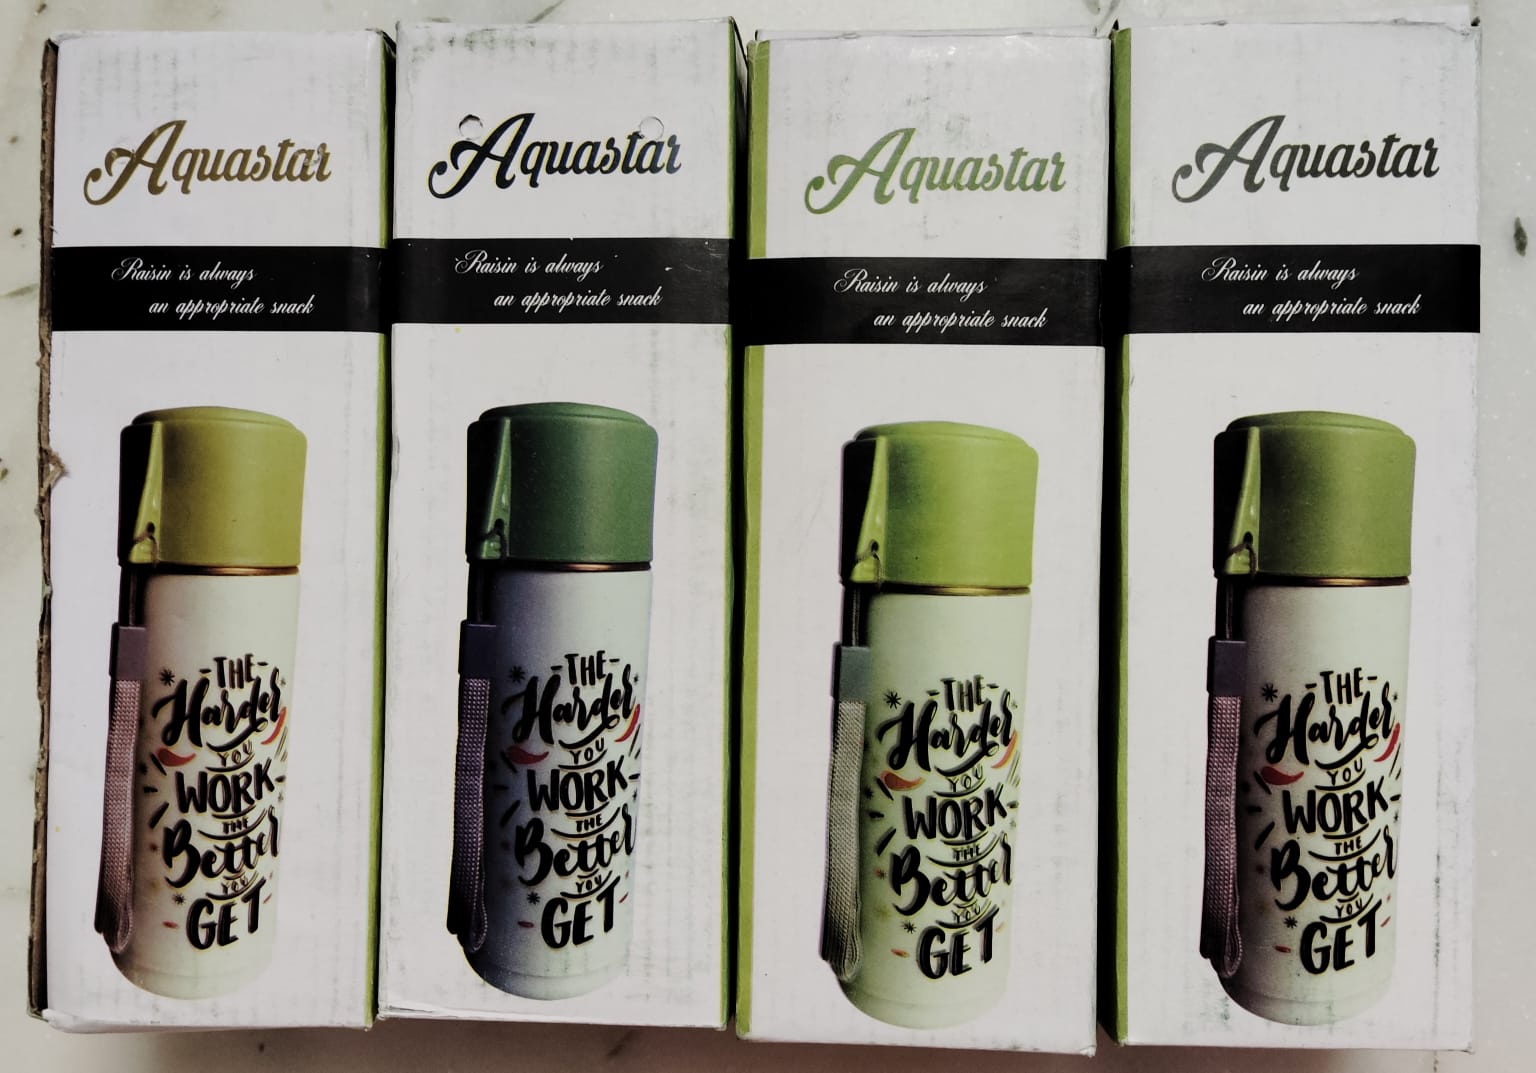 Aquastar
Raisin is always
an appropriate snack
-THE-
Harder
YOU
WORK
THE
Better
YOU
GET
Aquastar
Raisin is always
an appropriate snack
-THE-
Harder
YOU
WORK
THE
Better
YOU
GET
Aquastar
Raisin is always
an appropriate snack
-THE-
Harder
YOU
WORK
THE
Better
YOU
GET
Aquastar
Raisin is always
an appropriate snack
-THE-
Harder
YOU
WORK
THE
Better
YOU
GET